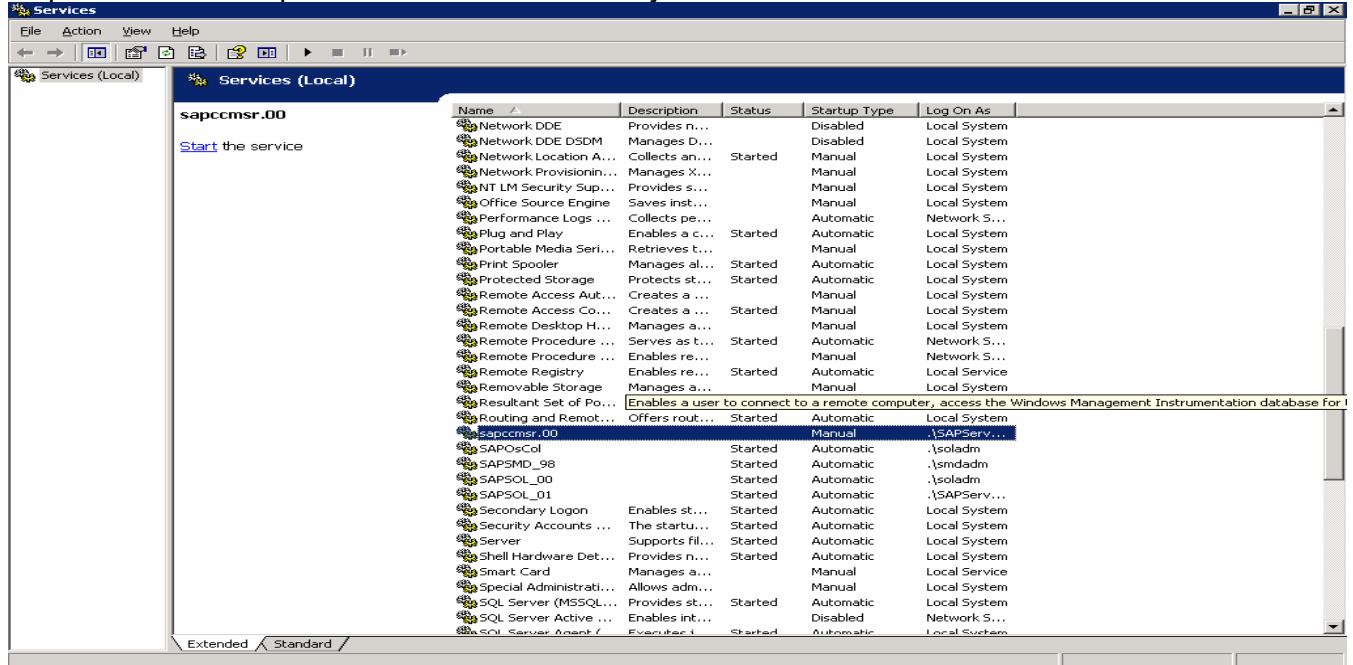 Services
File Action View Help
Services (Local)
Services (Local)
sapccmsr.00
Start the service
Name Description Status Startup Type Log On As
Network DDE Provides n... Disabled Local System
Network DDE DSDM Manages D... Disabled Local System
Network Location A... Collects an... Started Manual Local System
Network Provisionin... Manages X... Manual Local System
NT LM Security Sup... Provides s... Manual Local System
Office Source Engine Saves inst... Manual Local System
Performance Logs ... Collects pe... Automatic Network S...
Plug and Play Enables a c... Started Automatic Local System
Portable Media Seri... Retrieves t... Manual Local System
Print Spooler Manages al... Started Automatic Local System
Protected Storage Protects st... Started Automatic Local System
Remote Access Aut... Creates a ... Manual Local System
Remote Access Co... Creates a ... Started Manual Local System
Remote Desktop H... Manages a... Manual Local System
Remote Procedure ... Serves as t... Started Automatic Network S...
Remote Procedure ... Enables re... Manual Network S...
Remote Registry Enables re... Started Automatic Local Service
Removable Storage Manages a... Manual Local System
Resultant Set of Po... Enables a user to connect to a remote computer, access the Windows Management Instrumentation database for
Routing and Remot... Offers rout... Started Automatic Local System
sapccmsr.00 Manual .\SAPServ...
SAPOsCol Started Automatic .\soladm
SAPSMD_98 Started Automatic .\smdadm
SAPSOL_00 Started Automatic .\soladm
SAPSOL_01 Started Automatic .\SAPServ...
Secondary Logon Enables st... Started Automatic Local System
Security Accounts ... The startu... Started Automatic Local System
Server Supports fil... Started Automatic Local System
Shell Hardware Det... Provides n... Started Automatic Local System
Smart Card Manages a... Manual Local Service
Special Administrati... Allows adm... Manual Local System
SQL Server (MSSQL... Provides st... Started Automatic Local System
SQL Server Active ... Enables int... Disabled Network S...
SQL Server Agent ( Executes j Started Automatic Local System
Extended Standard